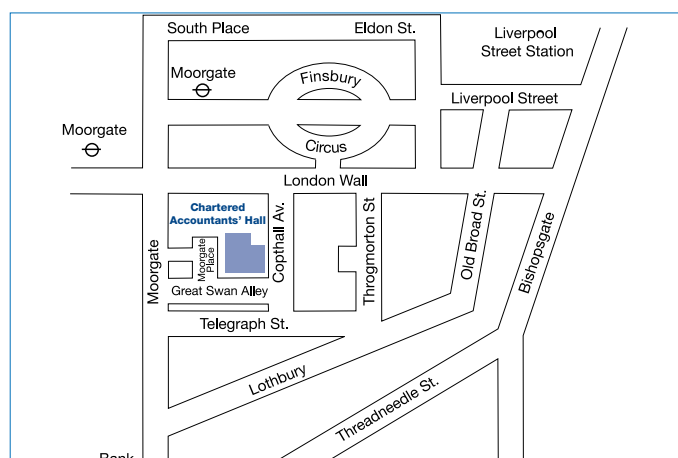 South Place
Eldon St.
Liverpool
Street Station
Moorgate
Finsbury
Liverpool Street
Moorgate
Circus
London Wall
Chartered
Accountants' Hall
Moorgate
Place
Copthall Av.
Throgmorton St
Old Broad St.
Bishopsgate
Moorgate
Great Swan Alley
Telegraph St.
Lothbury
Threadneedle St.
Bank